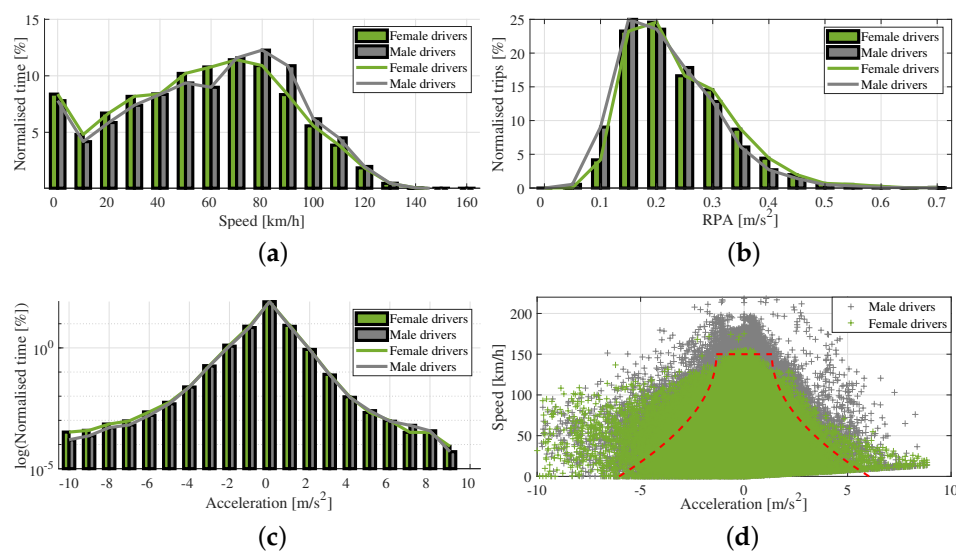 15
10
5
Normalised time [%]
0 20 40 60 80 100 120 140 160
Speed [km/h]
Female drivers
Male drivers
Female drivers
Male drivers
(a)
25
20
15
10
5
0
Normalised trips [%]
0 0.1 0.2 0.3 0.4 0.5 0.6 0.7
RPA [m/s²]
Female drivers
Male drivers
Female drivers
Male drivers
(b)
10⁰
10⁻⁵
log(Normalised time [%])
-10 -8 -6 -4 -2 0 2 4 6 8 10
Acceleration [m/s²]
Female drivers
Male drivers
Female drivers
Male drivers
(c)
200
150
100
50
0
Speed [km/h]
-10 -5 0 5 10
Acceleration [m/s²]
Male drivers
Female drivers
(d)